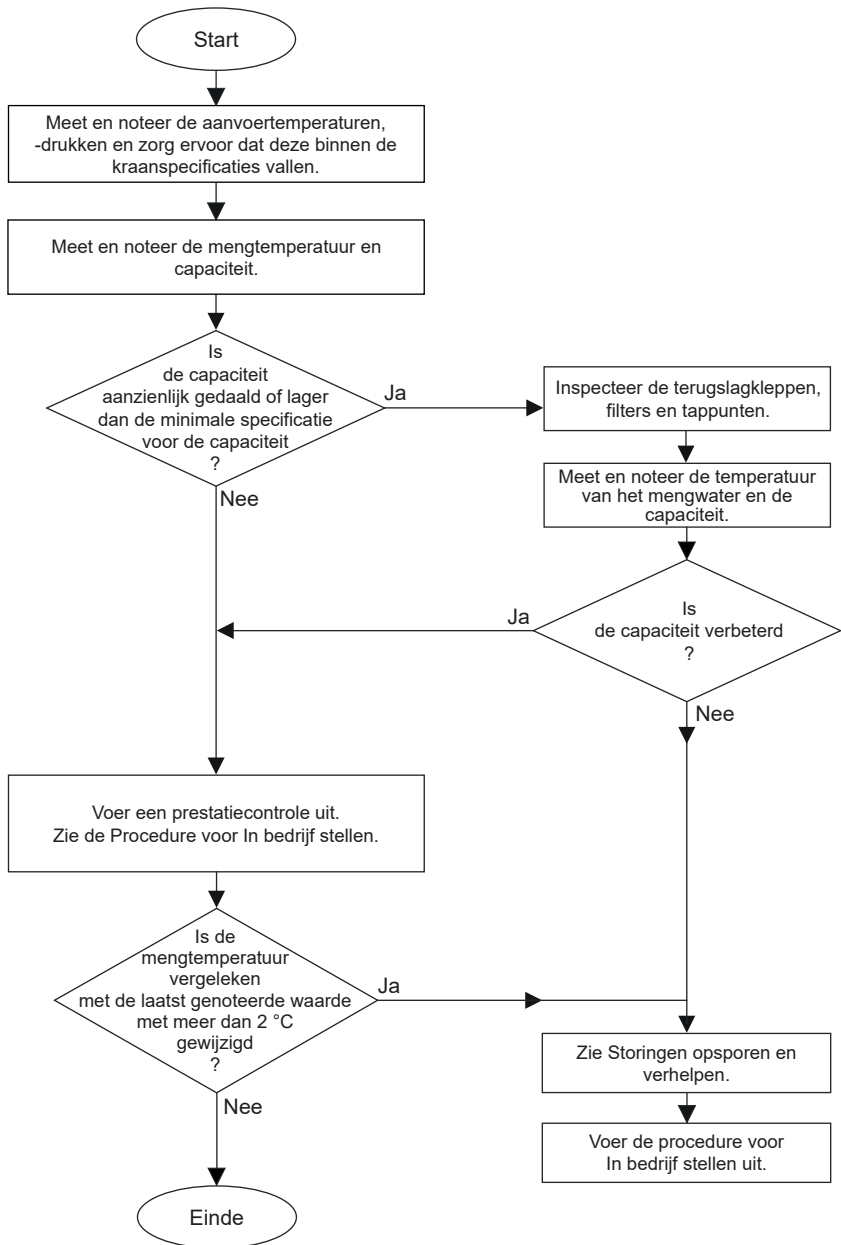 Start
Meet en noteer de aanvoertemperaturen,
-drukken en zorg ervoor dat deze binnen de
kraanspecificaties vallen.
Meet en noteer de mengtemperatuur en
capaciteit.
Is
de capaciteit
aanzienlijk gedaald of lager
dan de minimale specificatie
voor de capaciteit
?
Ja
Nee
Inspecteer de terugslagkleppen,
filters en tappunten.
Meet en noteer de temperatuur
van het mengwater en de
capaciteit.
Is
de capaciteit verbeterd
?
Ja
Nee
Voer een prestatiecontrole uit.
Zie de Procedure voor In bedrijf stellen.
Is de
mengtemperatuur
vergeleken
met de laatst genoteerde waarde
met meer dan 2 °C
gewijzigd
?
Ja
Nee
Zie Storingen opsporen en
verhelpen.
Voer de procedure voor
In bedrijf stellen uit.
Einde